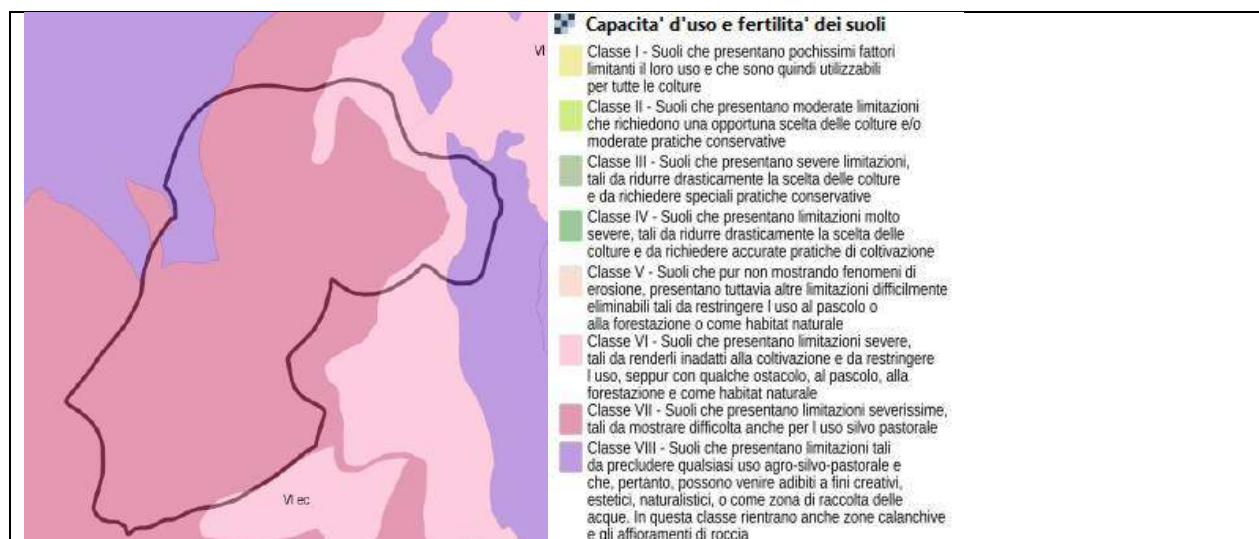 VI
VI ec
Capacita' d'uso e fertilita' dei suoli
Classe I - Suoli che presentano pochissimi fattori
limitanti il loro uso e che sono quindi utilizzabili
per tutte le colture
Classe II - Suoli che presentano moderate limitazioni
che richiedono una opportuna scelta delle colture e/o
moderate pratiche conservative
Classe III - Suoli che presentano severe limitazioni,
tali da ridurre drasticamente la scelta delle colture
e da richiedere speciali pratiche conservative
Classe IV - Suoli che presentano limitazioni molto
severe, tali da ridurre drasticamente la scelta delle
colture e da richiedere accurate pratiche di coltivazione
Classe V - Suoli che pur non mostrando fenomeni di
erosione, presentano tuttavia altre limitazioni difficilmente
eliminabili tali da restringere l uso al pascolo o
alla forestazione o come habitat naturale
Classe VI - Suoli che presentano limitazioni severe,
tali da renderli inadatti alla coltivazione e da restringere
l uso, seppur con qualche ostacolo, al pascolo, alla
forestazione e come habitat naturale
Classe VII - Suoli che presentano limitazioni severissime,
tali da mostrare difficolta anche per l uso silvo pastorale
Classe VIII - Suoli che presentano limitazioni tali
da precludere qualsiasi uso agro-silvo-pastorale e
che, pertanto, possono venire adibiti a fini creativi,
estetici, naturalistici, o come zona di raccolta delle
acque. In questa classe rientrano anche zone calanchive
e gli affioramenti di roccia